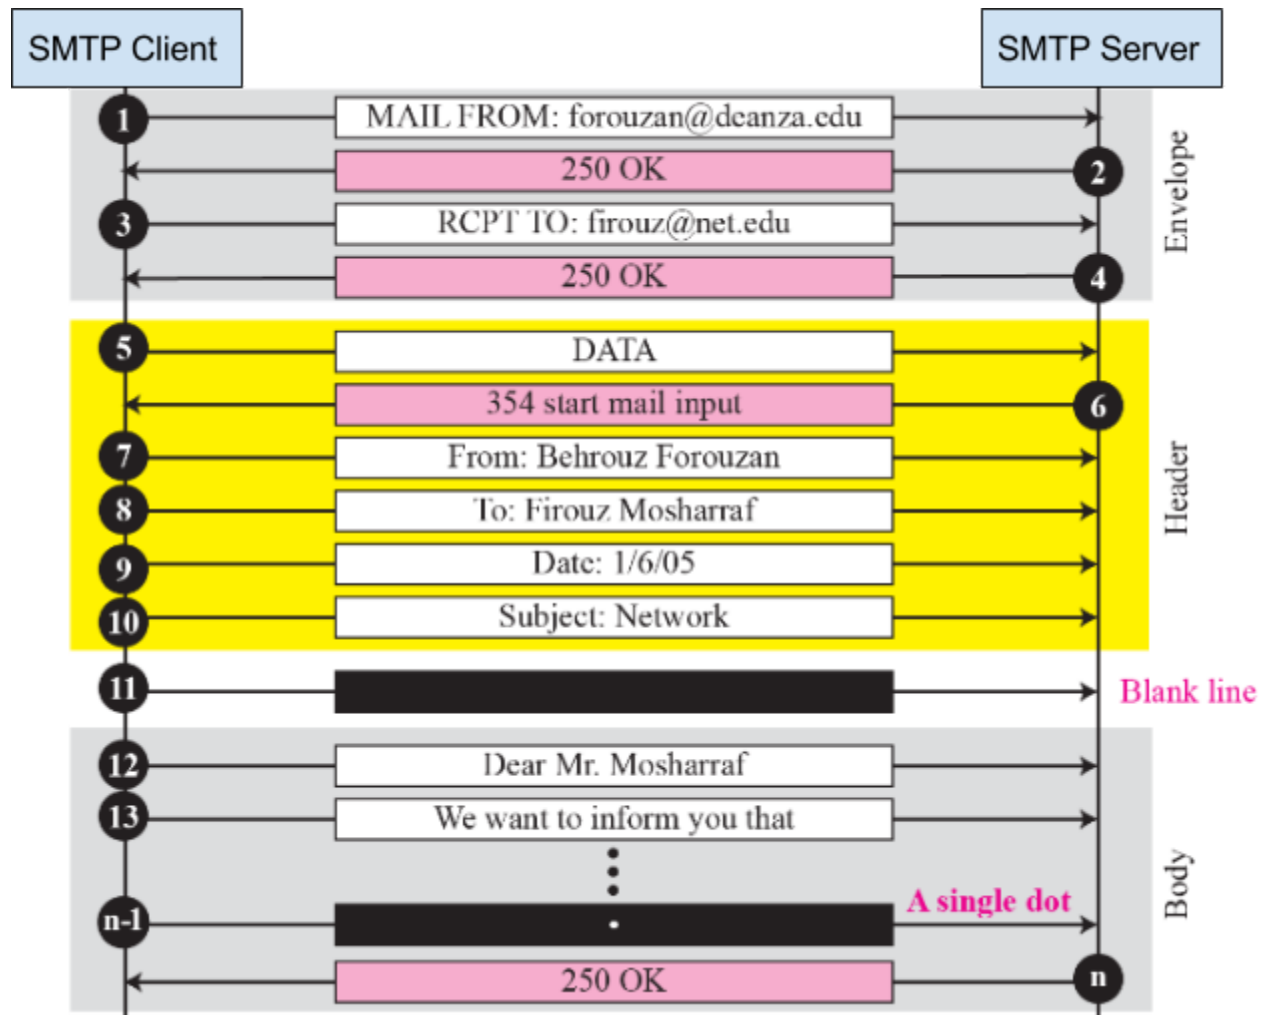 SMTP Client
SMTP Server
1
MAIL FROM: forouzan@deanza.edu
250 OK
2
3
RCPT TO: firouz@net.edu
250 OK
4
Envelope
5
DATA
354 start mail input
6
7
From: Behrouz Forouzan
8
To: Firouz Mosharraf
9
Date: 1/6/05
10
Subject: Network
Header
11
Blank line
12
Dear Mr. Mosharraf
13
We want to inform you that
n-1
.
A single dot
250 OK
n
Body